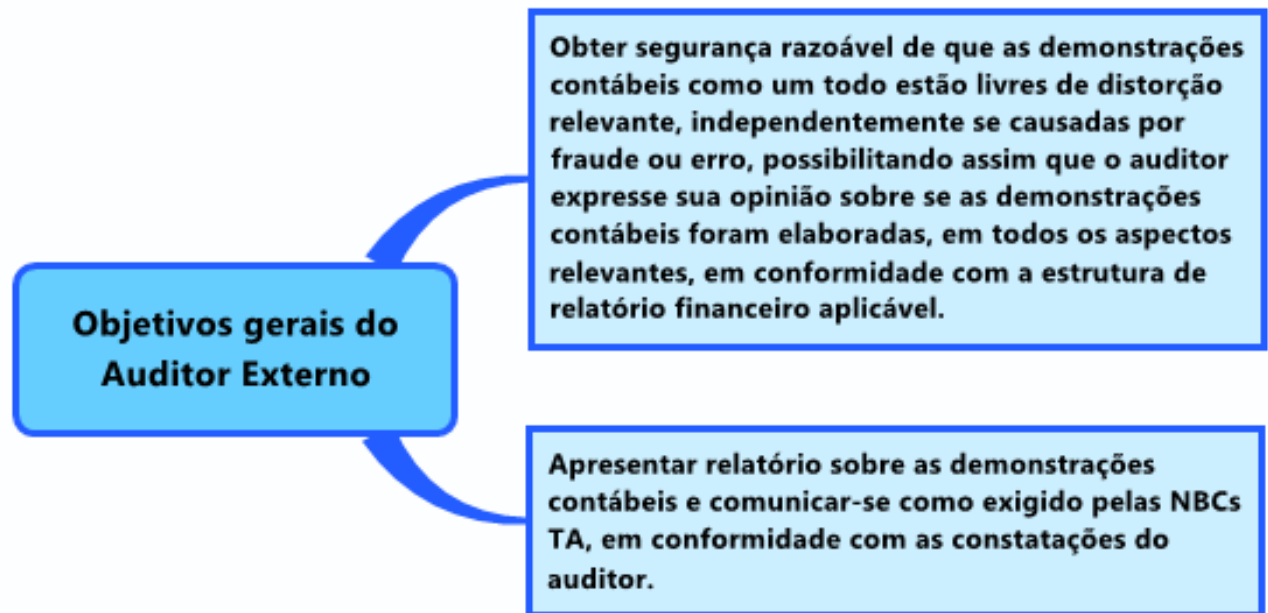 Obter segurança razoável de que as demonstrações
contábeis como um todo estão livres de distorção
relevante, independentemente se causadas por
fraude ou erro, possibilitando assim que o auditor
expresse sua opinião sobre se as demonstrações
contábeis foram elaboradas, em todos os aspectos
relevantes, em conformidade com a estrutura de
relatório financeiro aplicável.
Objetivos gerais do
Auditor Externo
Apresentar relatório sobre as demonstrações
contábeis e comunicar-se como exigido pelas NBCs
TA, em conformidade com as constatações do
auditor.